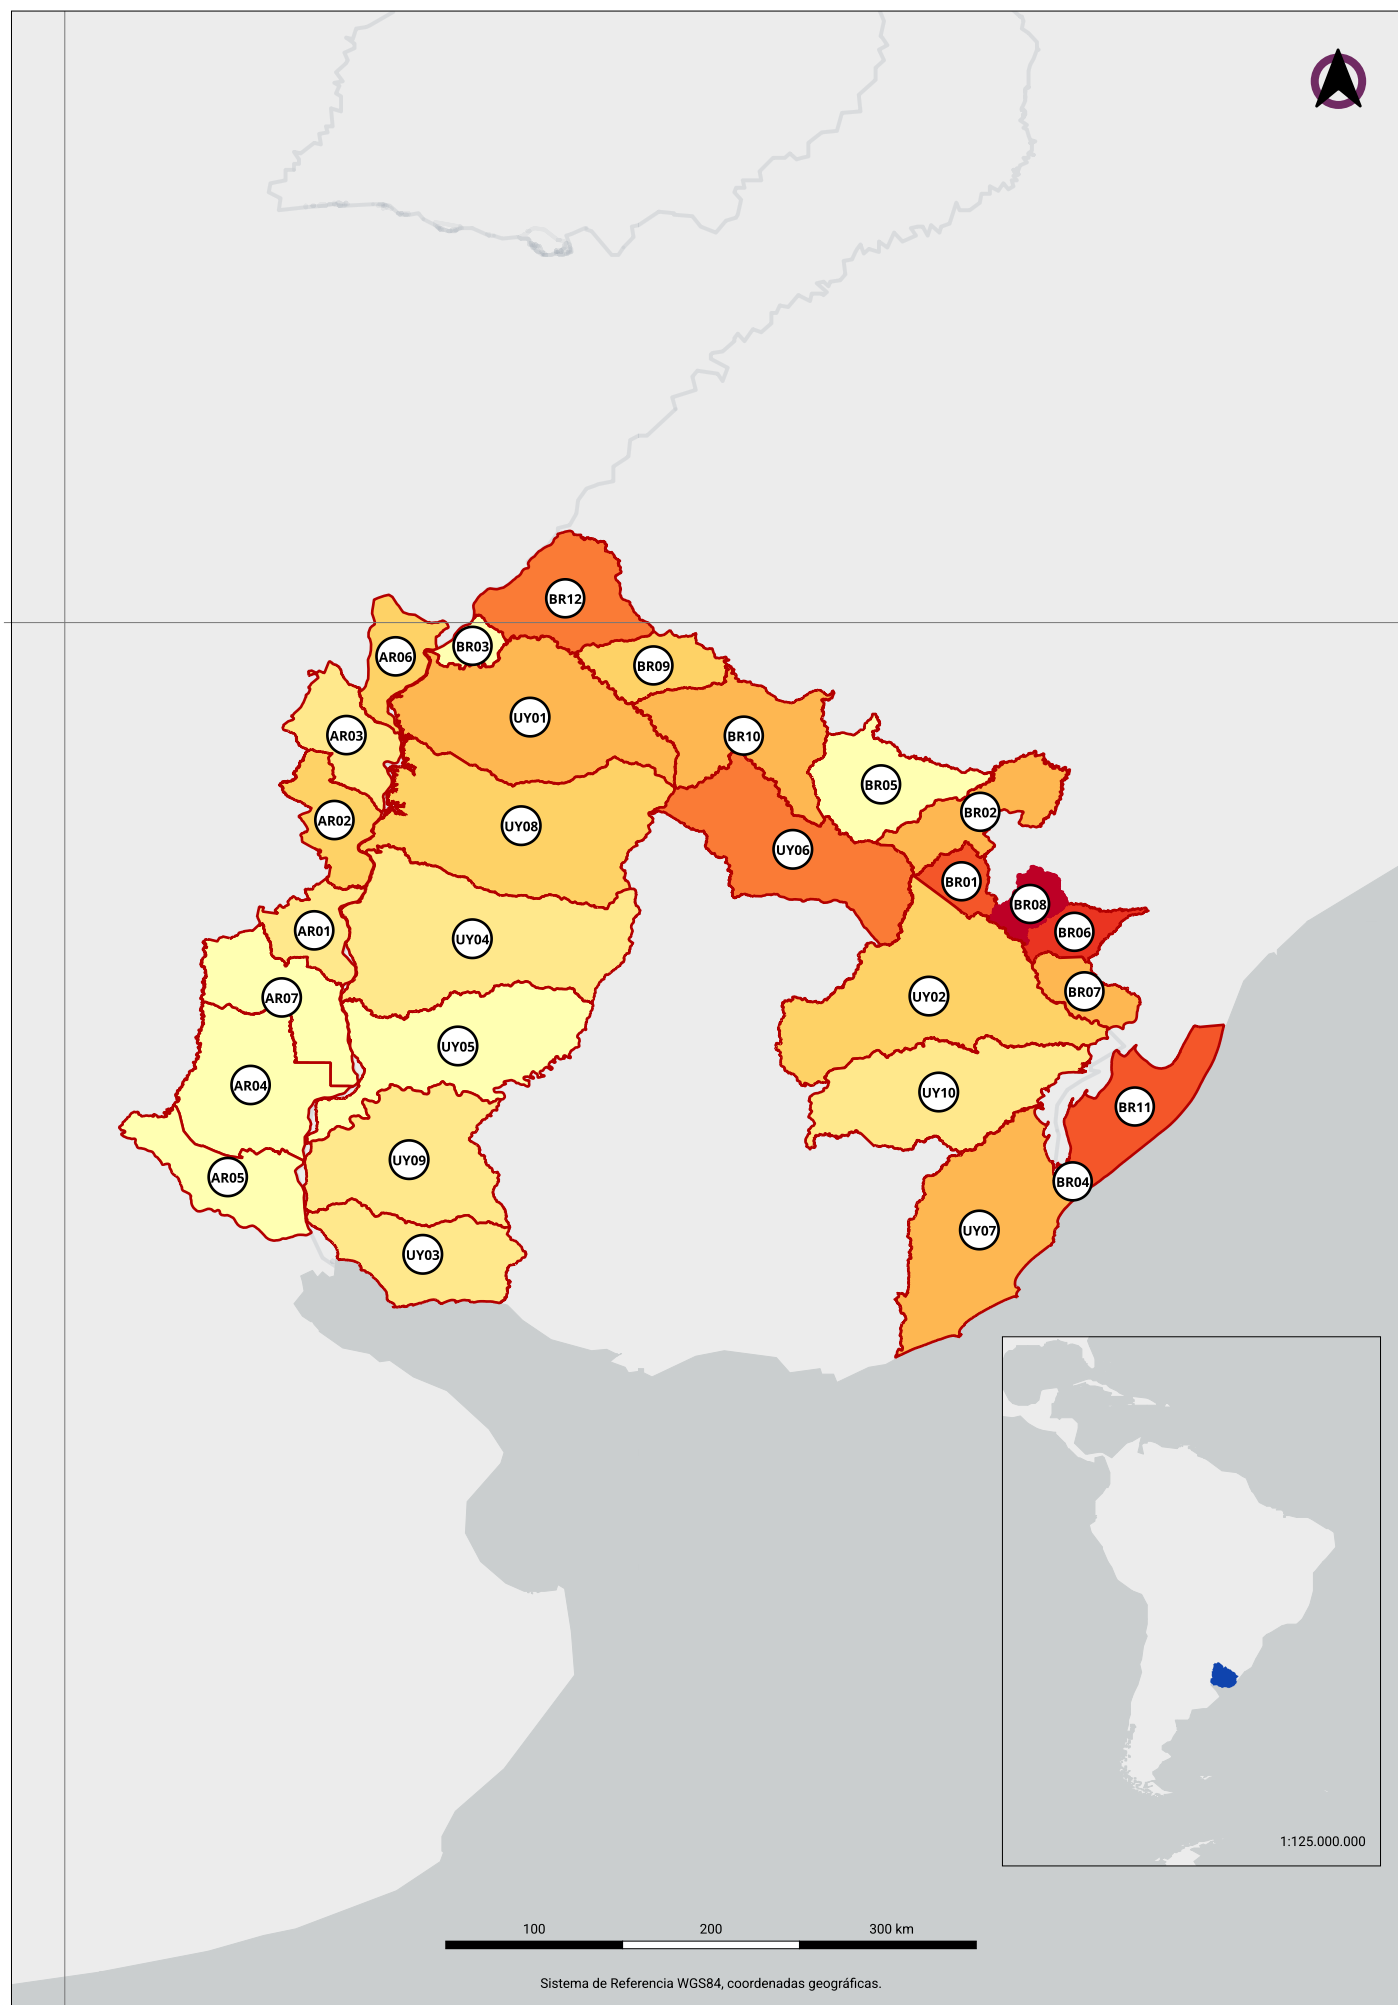 BR12
BR03
AR06
BR09
UY01
AR03
BR10
BR05
BR02
AR02
UY08
UY06
BR01
BR08
AR01
BR06
UY04
AR07
BR07
UY02
UY05
AR04
UY10
BR11
UY09
AR05
BR04
UY07
UY03
1:125.000.000
100 200 300 km
Sistema de Referencia WGS84, coordenadas geográficas.